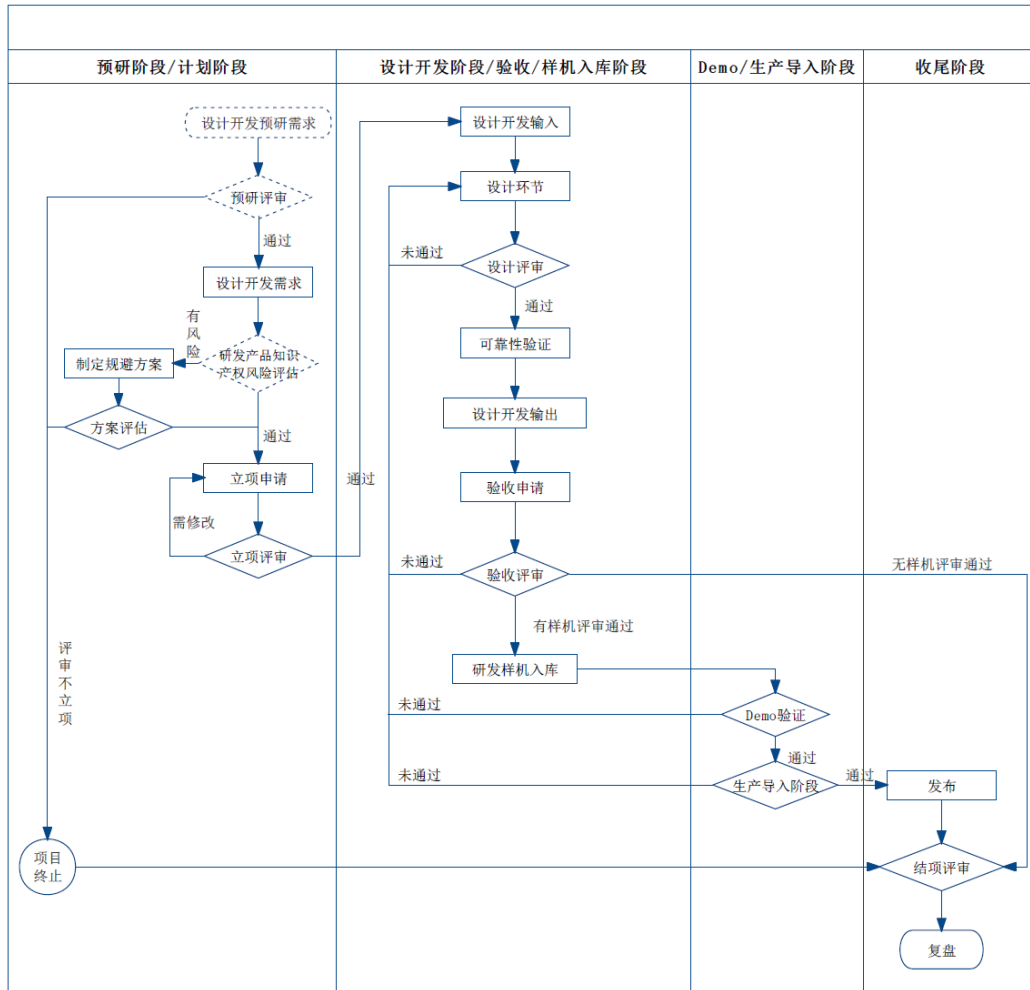 预研阶段/计划阶段
设计开发阶段/验收/样机入库阶段
Demo/生产导入阶段
收尾阶段
设计开发预研需求
预研评审
通过
设计开发需求
有
风
险
研发产品知识
产权风险评估
制定规避方案
方案评估
通过
立项申请
需修改
立项评审
通过
评
审
不
立
项
项目
终止
设计开发输入
设计环节
未通过
设计评审
通过
可靠性验证
设计开发输出
验收申请
未通过
验收评审
无样机评审通过
有样机评审通过
研发样机入库
未通过
Demo验证
通过
未通过
生产导入阶段
通过
发布
结项评审
复盘